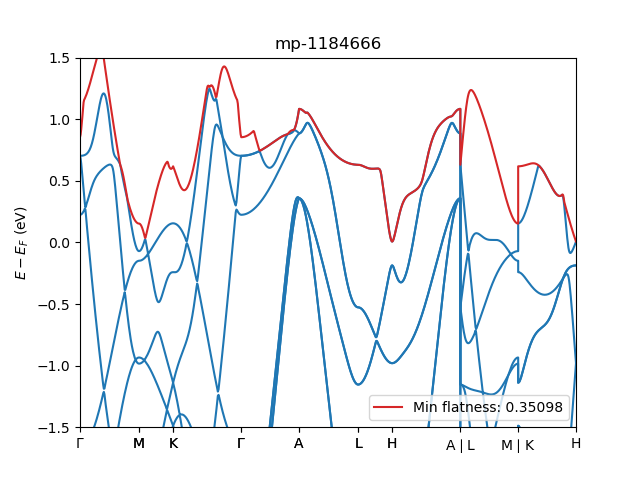 mp-1184666
E − E_F (eV)
1.5
1.0
0.5
0.0
−0.5
−1.0
−1.5
Min flatness: 0.35098
Γ M K Γ A L H A | L M | K H